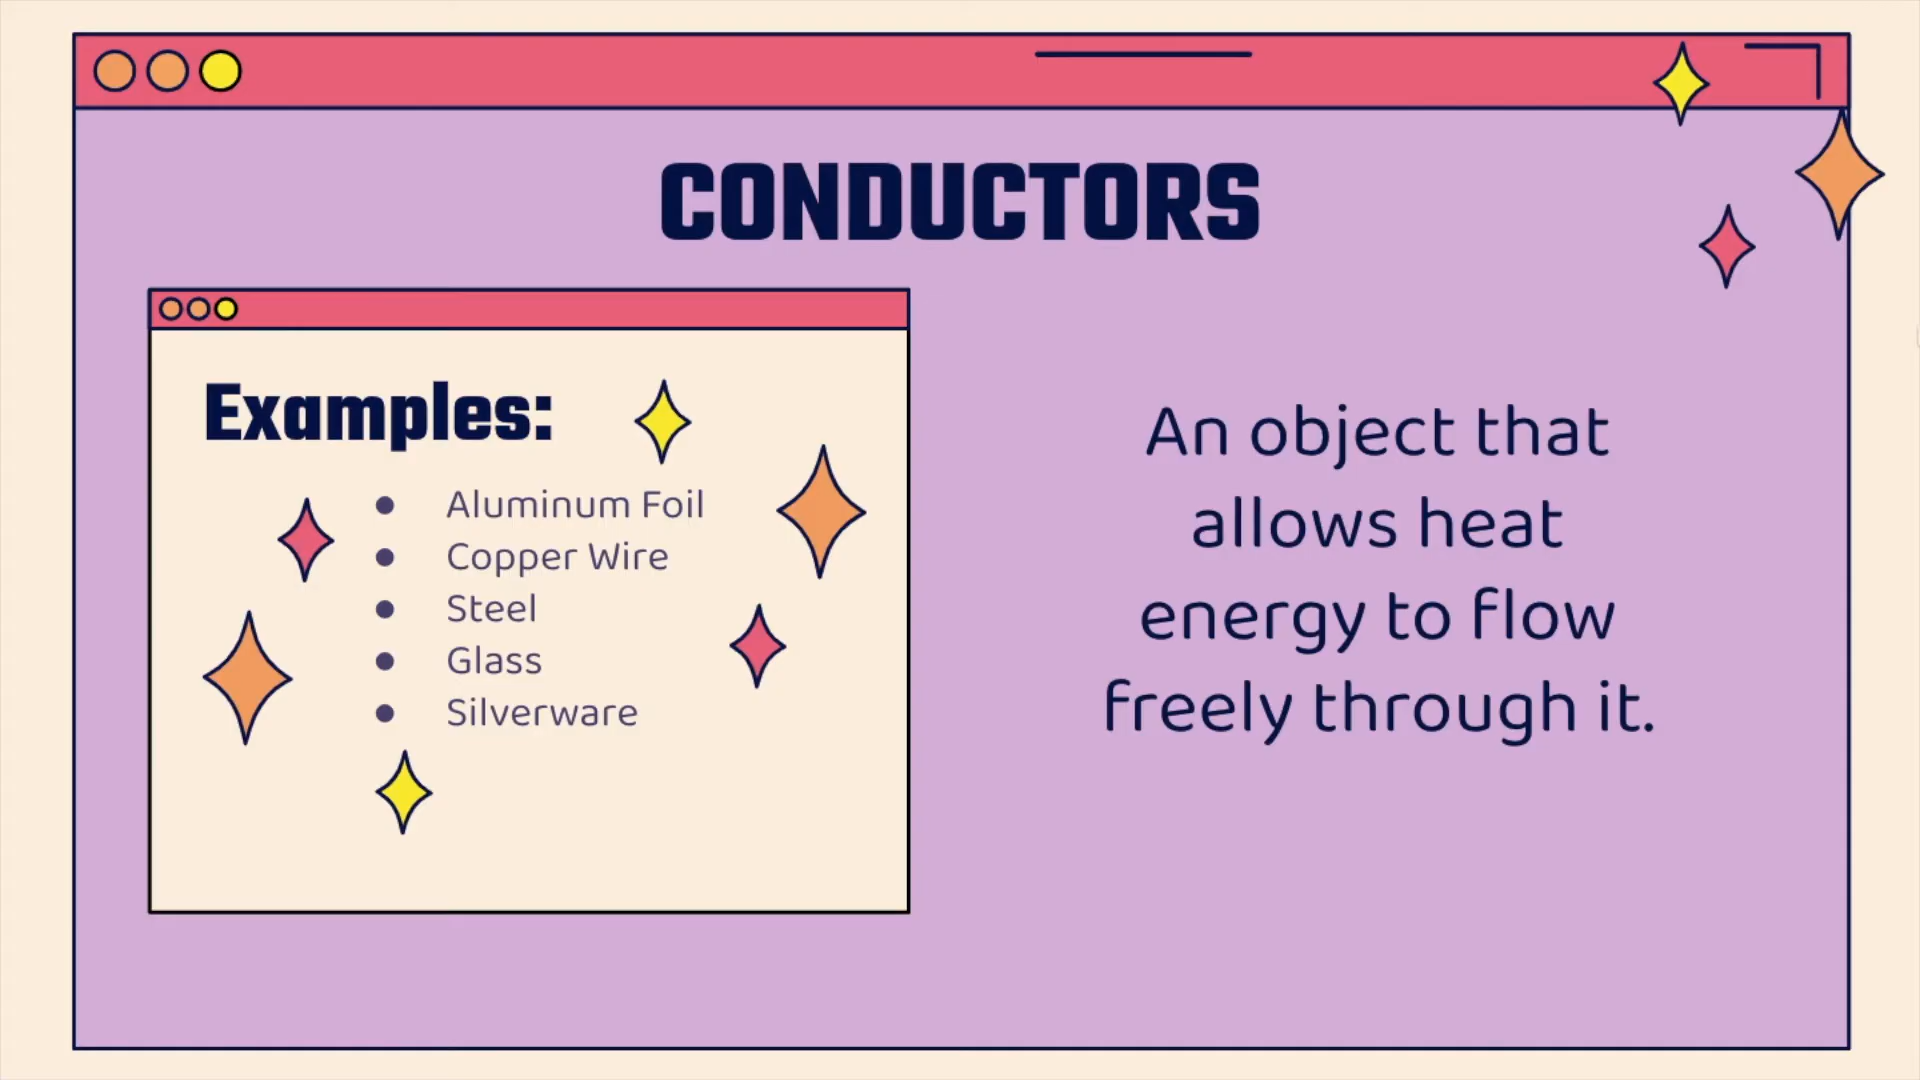 CONDUCTORS
Examples:
Aluminum Foil
Copper Wire
Steel
Glass
Silverware
An object that
allows heat
energy to flow
freely through it.